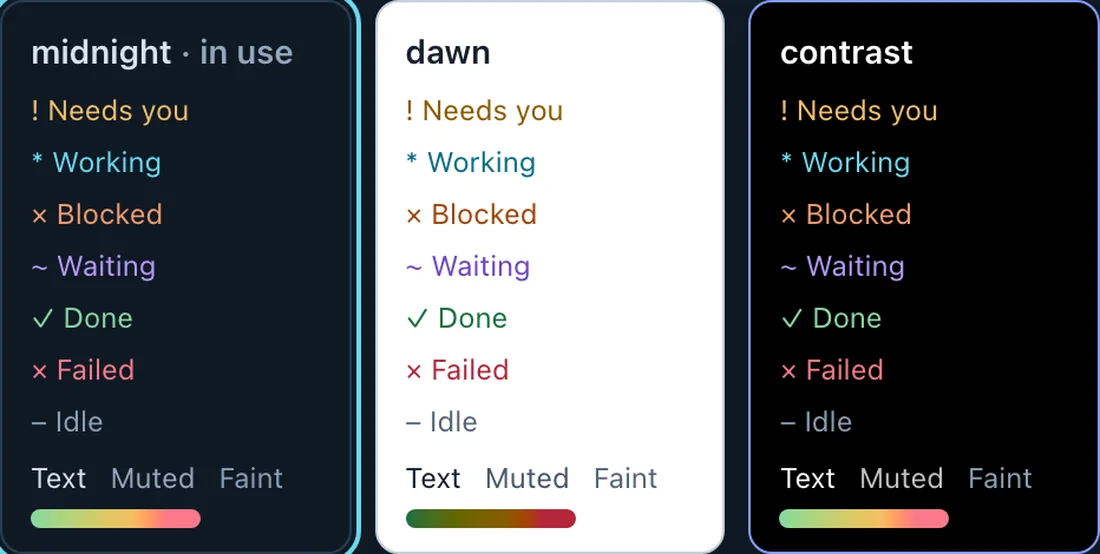 midnight · in use
! Needs you
* Working
× Blocked
~ Waiting
✓ Done
× Failed
– Idle
Text Muted Faint
dawn
! Needs you
* Working
× Blocked
~ Waiting
✓ Done
× Failed
– Idle
Text Muted Faint
contrast
! Needs you
* Working
× Blocked
~ Waiting
✓ Done
× Failed
– Idle
Text Muted Faint